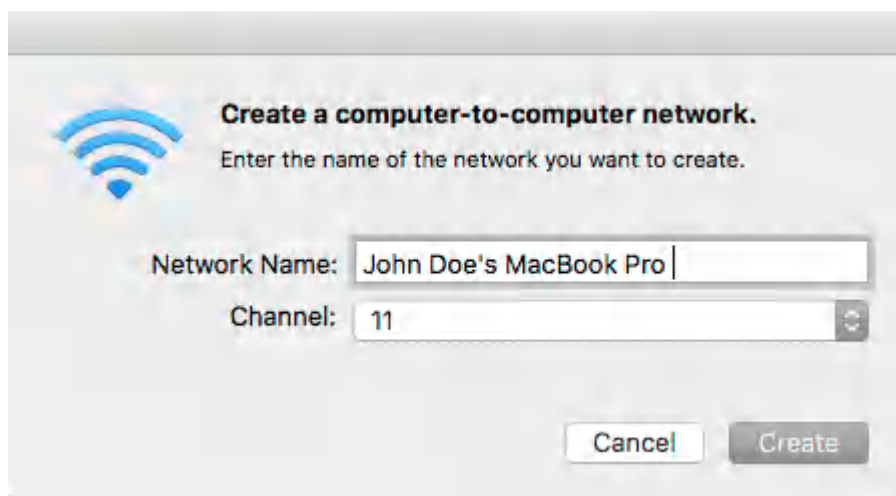 Create a computer-to-computer network.
Enter the name of the network you want to create.
Network Name: John Doe's MacBook Pro
Channel: 11
Cancel Create